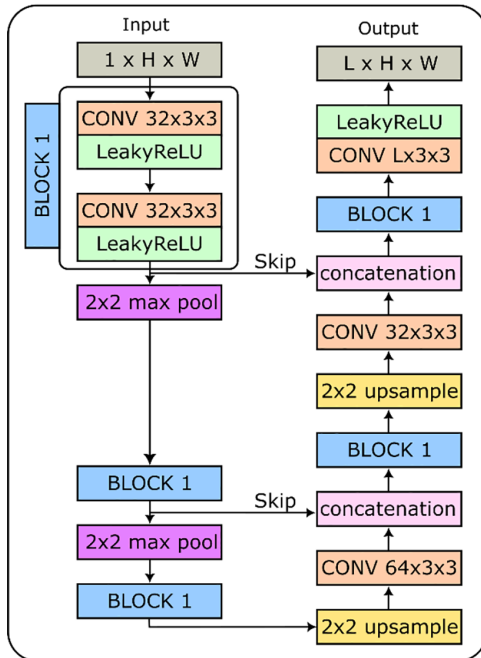 Input
1 x H x W
BLOCK 1
CONV 32x3x3
LeakyReLU
CONV 32x3x3
LeakyReLU
2x2 max pool
BLOCK 1
2x2 max pool
BLOCK 1
Output
L x H x W
LeakyReLU
CONV Lx3x3
BLOCK 1
Skip
concatenation
CONV 32x3x3
2x2 upsample
BLOCK 1
Skip
concatenation
CONV 64x3x3
2x2 upsample